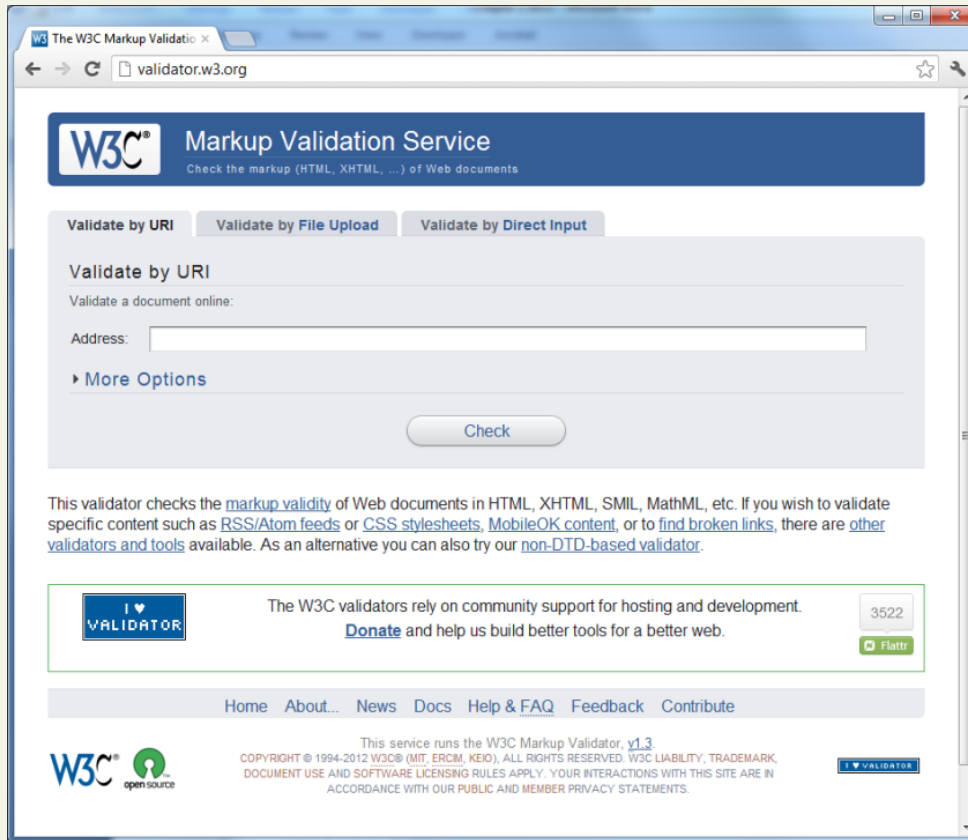 The W3C Markup Validatio
validator.w3.org
W3C® Markup Validation Service
Check the markup (HTML, XHTML, ...) of Web documents
Validate by URI Validate by File Upload Validate by Direct Input
Validate by URI
Validate a document online:
Address:
More Options
Check
This validator checks the markup validity of Web documents in HTML, XHTML, SMIL, MathML, etc. If you wish to validate
specific content such as RSS/Atom feeds or CSS stylesheets, MobileOK content, or to find broken links, there are other
validators and tools available. As an alternative you can also try our non-DTD-based validator.
I ♥
VALIDATOR
The W3C validators rely on community support for hosting and development.
Donate and help us build better tools for a better web.
3522
Flattr
Home About... News Docs Help & FAQ Feedback Contribute
This service runs the W3C Markup Validator, v1.3.
COPYRIGHT © 1994-2012 W3C® (MIT, ERCIM, KEIO), ALL RIGHTS RESERVED. W3C LIABILITY, TRADEMARK,
DOCUMENT USE AND SOFTWARE LICENSING RULES APPLY. YOUR INTERACTIONS WITH THIS SITE ARE IN
ACCORDANCE WITH OUR PUBLIC AND MEMBER PRIVACY STATEMENTS.
W3C®
open source
I ♥ VALIDATOR